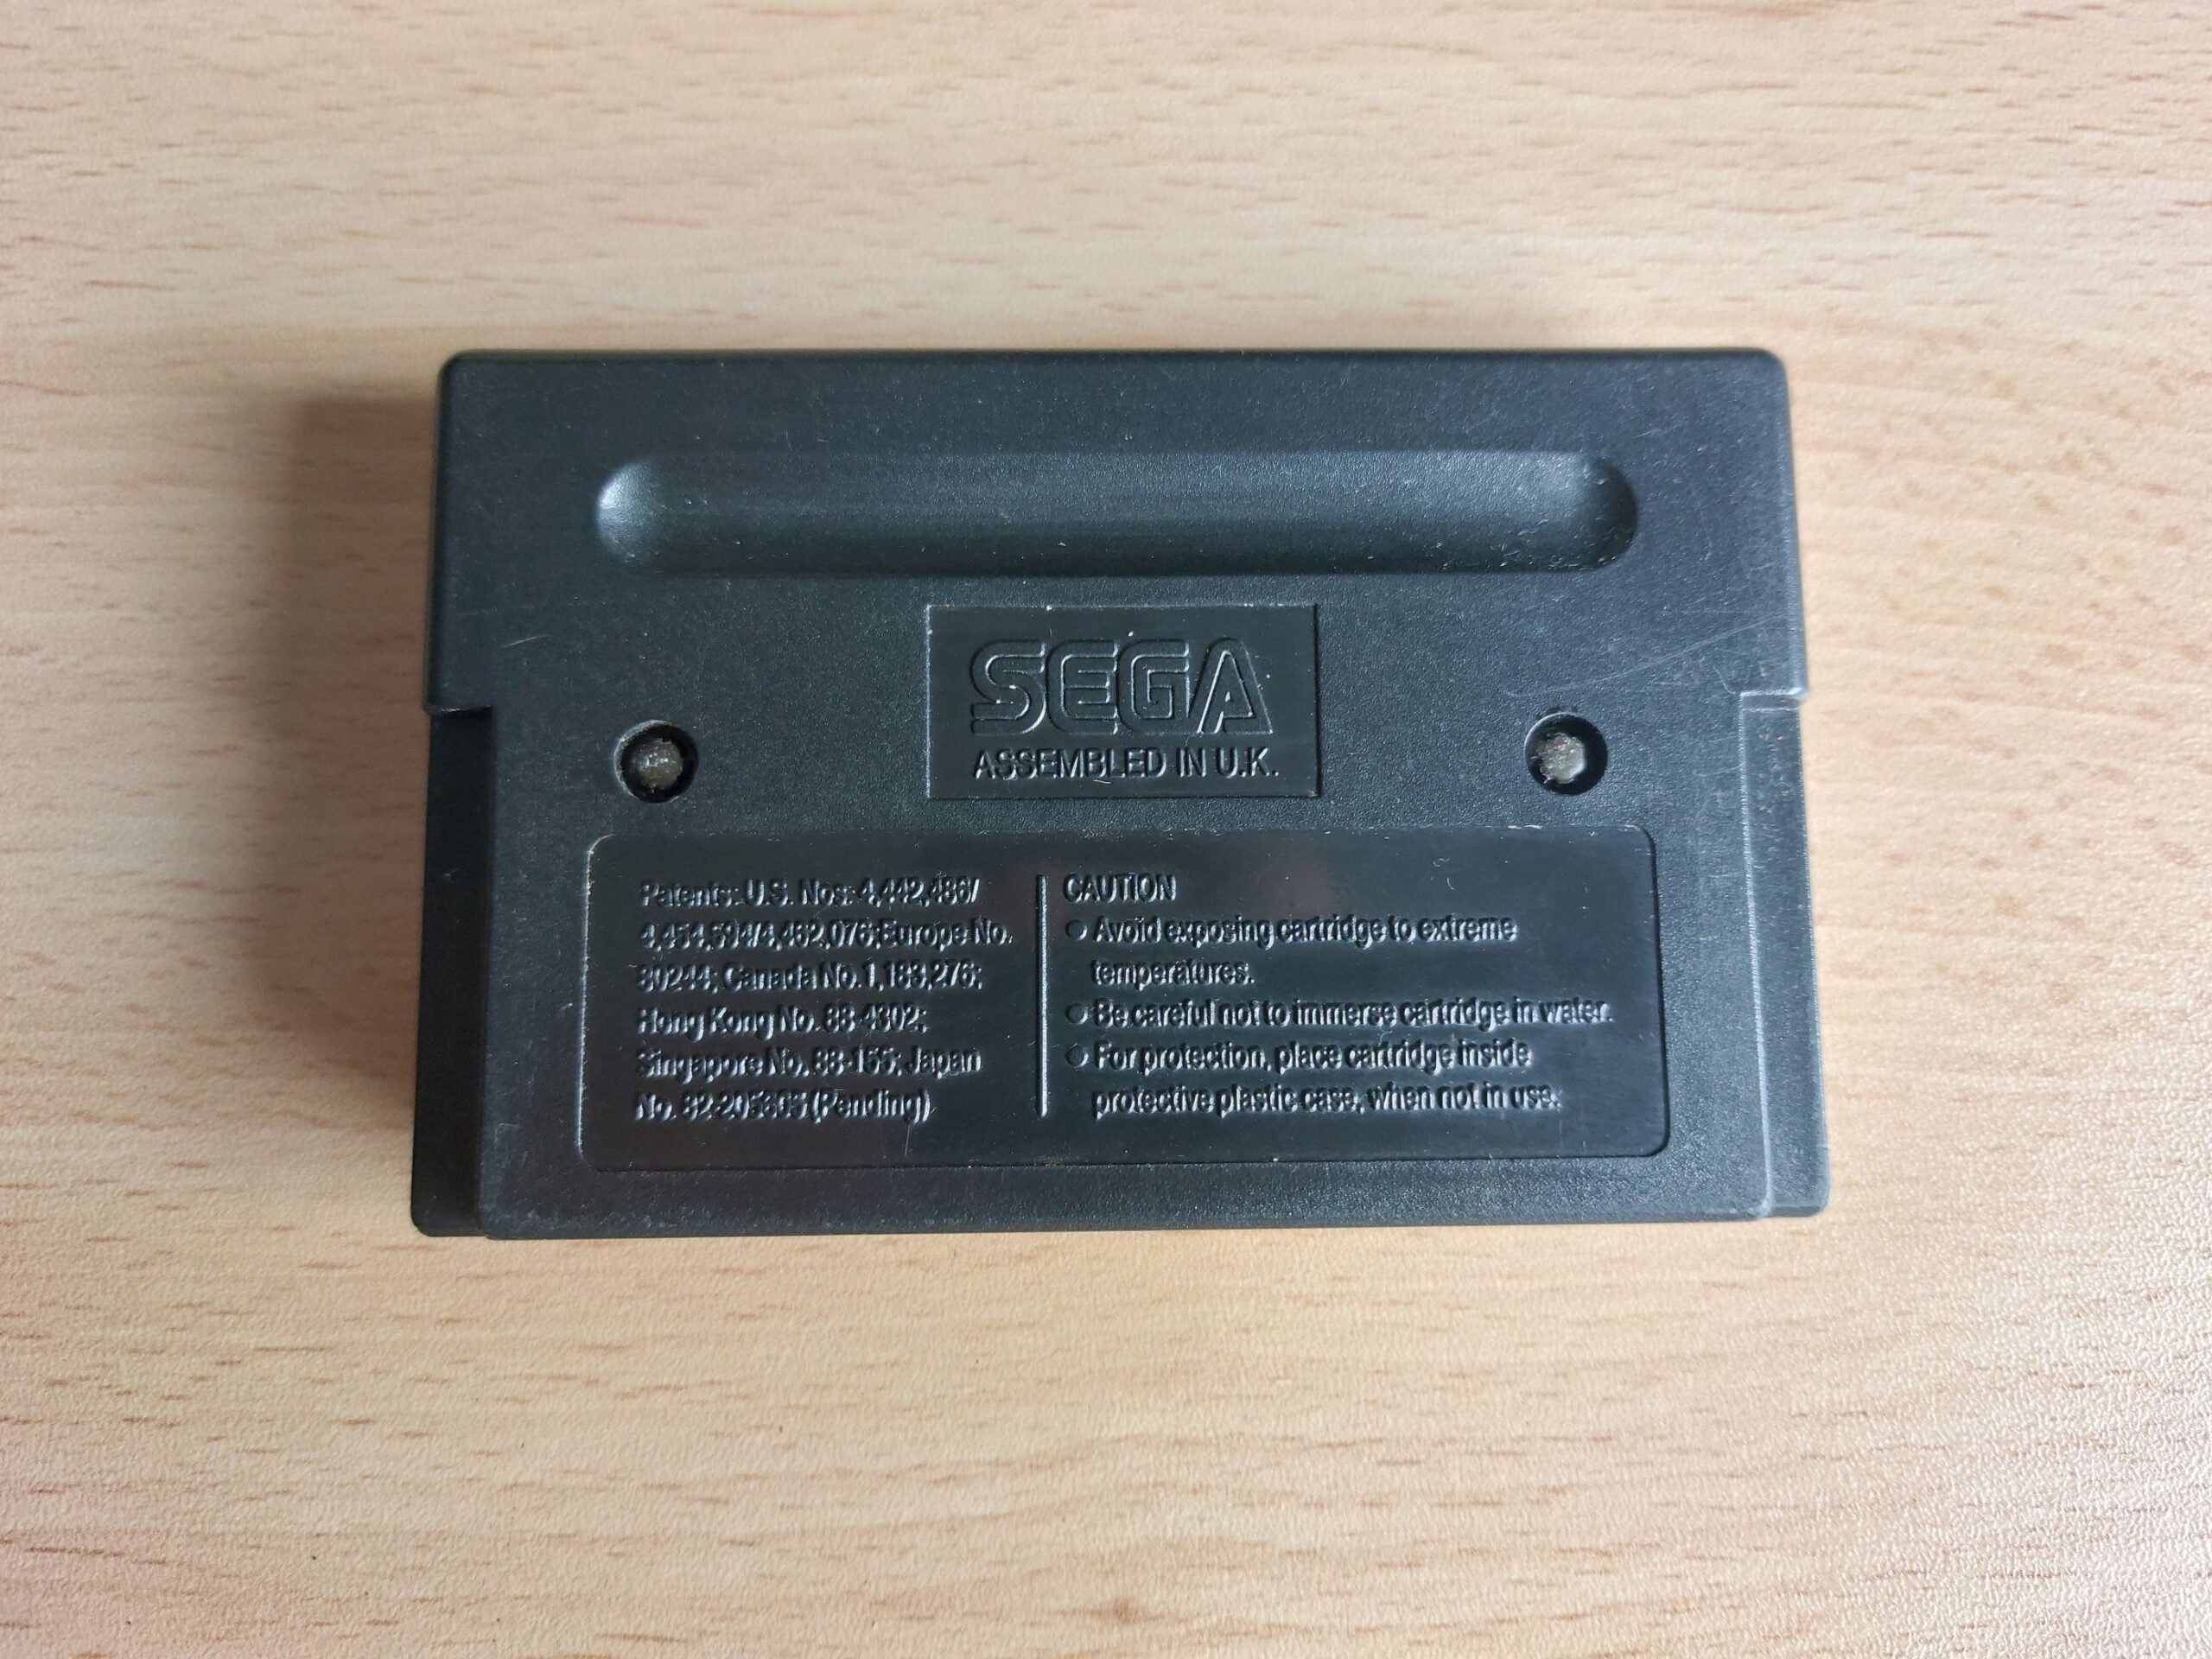 SEGA
ASSEMBLED IN U.K.
Patents: U.S. Nos: 4,442,486/
4,454,594/4,462,076;Europe No.
80244; Canada No. 1,183,276;
Hong Kong No. 88-4302;
Singapore No. 88-155; Japan
No. 82-205605 (Pending)
CAUTION
● Avoid exposing cartridge to extreme
temperatures.
● Be careful not to immerse cartridge in water.
● For protection, place cartridge inside
protective plastic case, when not in use.